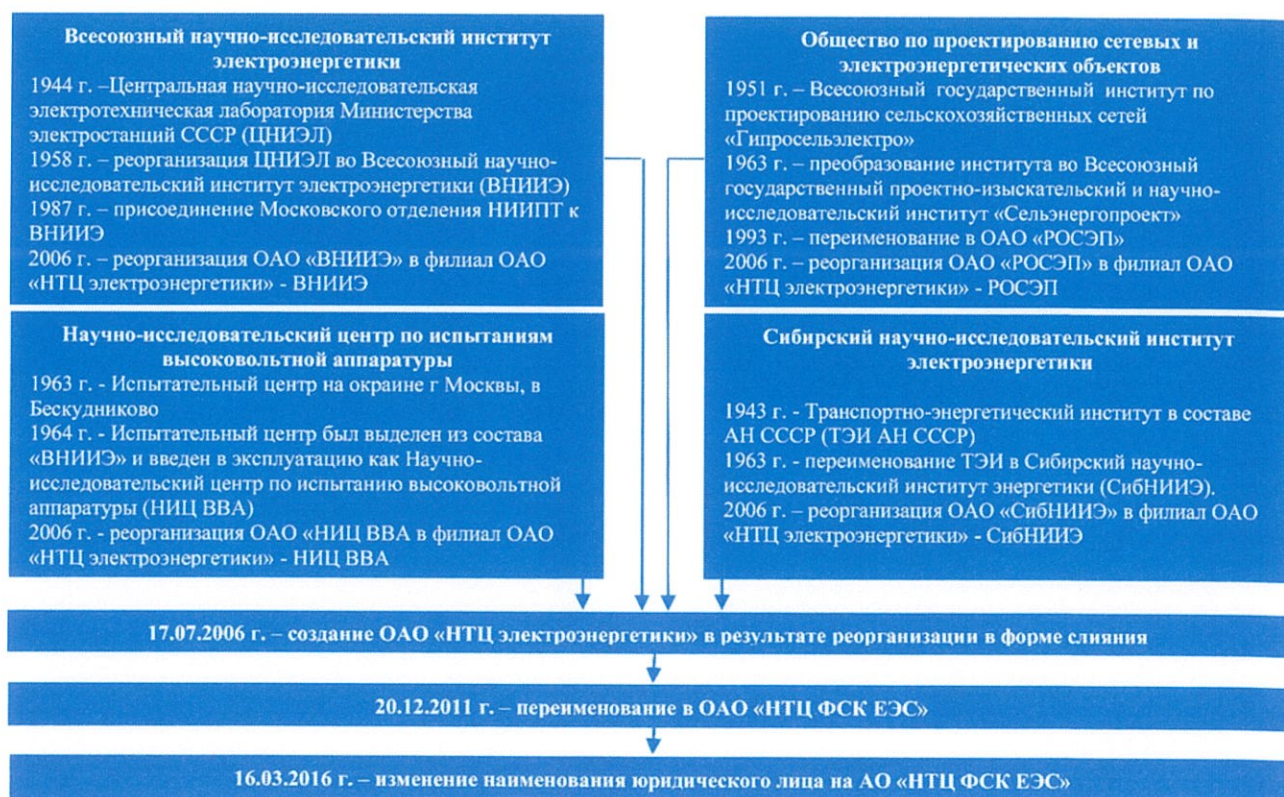 Всесоюзный научно-исследовательский институт
электроэнергетики
1944 г. –Центральная научно-исследовательская
электротехническая лаборатория Министерства
электростанций СССР (ЦНИЭЛ)
1958 г. – реорганизация ЦНИЭЛ во Всесоюзный научно-
исследовательский институт электроэнергетики (ВНИИЭ)
1987 г. – присоединение Московского отделения НИИПТ к
ВНИИЭ
2006 г. – реорганизация ОАО «ВНИИЭ» в филиал ОАО
«НТЦ электроэнергетики» - ВНИИЭ
Общество по проектированию сетевых и
электроэнергетических объектов
1951 г. – Всесоюзный государственный институт по
проектированию сельскохозяйственных сетей
«Гипросельэлектро»
1963 г. – преобразование института во Всесоюзный
государственный проектно-изыскательский и научно-
исследовательский институт «Сельэнергопроект»
1993 г. – переименование в ОАО «РОСЭП»
2006 г. – реорганизация ОАО «РОСЭП» в филиал ОАО
«НТЦ электроэнергетики» - РОСЭП
Научно-исследовательский центр по испытаниям
высоковольтной аппаратуры
1963 г. - Испытательный центр на окраине г Москвы, в
Бескудниково
1964 г. - Испытательный центр был выделен из состава
«ВНИИЭ» и введен в эксплуатацию как Научно-
исследовательский центр по испытанию высоковольтной
аппаратуры (НИЦ ВВА)
2006 г. - реорганизация ОАО «НИЦ ВВА в филиал ОАО
«НТЦ электроэнергетики» - НИЦ ВВА
Сибирский научно-исследовательский институт
электроэнергетики
1943 г. - Транспортно-энергетический институт в составе
АН СССР (ТЭИ АН СССР)
1963 г. - переименование ТЭИ в Сибирский научно-
исследовательский институт энергетики (СибНИИЭ).
2006 г. – реорганизация ОАО «СибНИИЭ» в филиал ОАО
«НТЦ электроэнергетики» - СибНИИЭ
17.07.2006 г. – создание ОАО «НТЦ электроэнергетики» в результате реорганизации в форме слияния
20.12.2011 г. – переименование в ОАО «НТЦ ФСК ЕЭС»
16.03.2016 г. – изменение наименования юридического лица на АО «НТЦ ФСК ЕЭС»